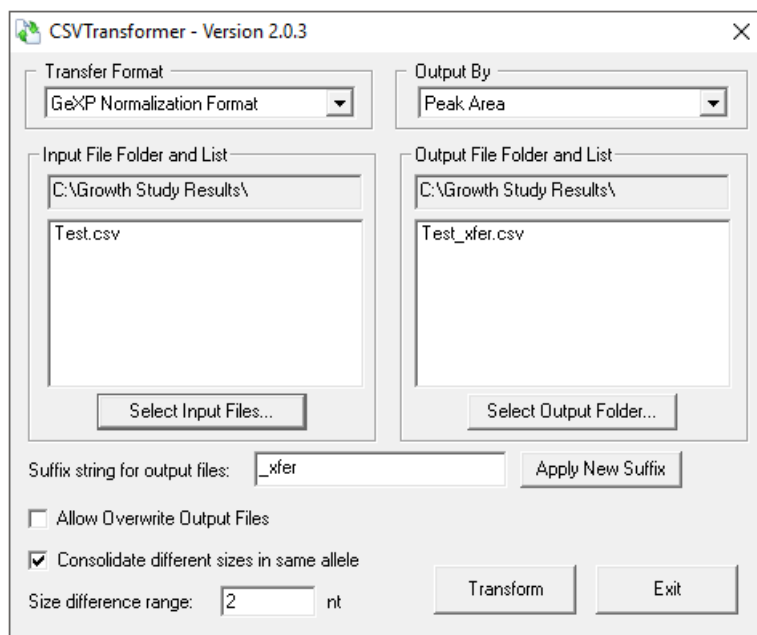 CSVTransformer - Version 2.0.3
Transfer Format
GeXP Normalization Format
Output By
Peak Area
Input File Folder and List
C:\Growth Study Results\
Test.csv
Select Input Files...
Output File Folder and List
C:\Growth Study Results\
Test_xfer.csv
Select Output Folder...
Suffix string for output files: _xfer Apply New Suffix
Allow Overwrite Output Files
Consolidate different sizes in same allele
Size difference range: 2 nt
Transform Exit